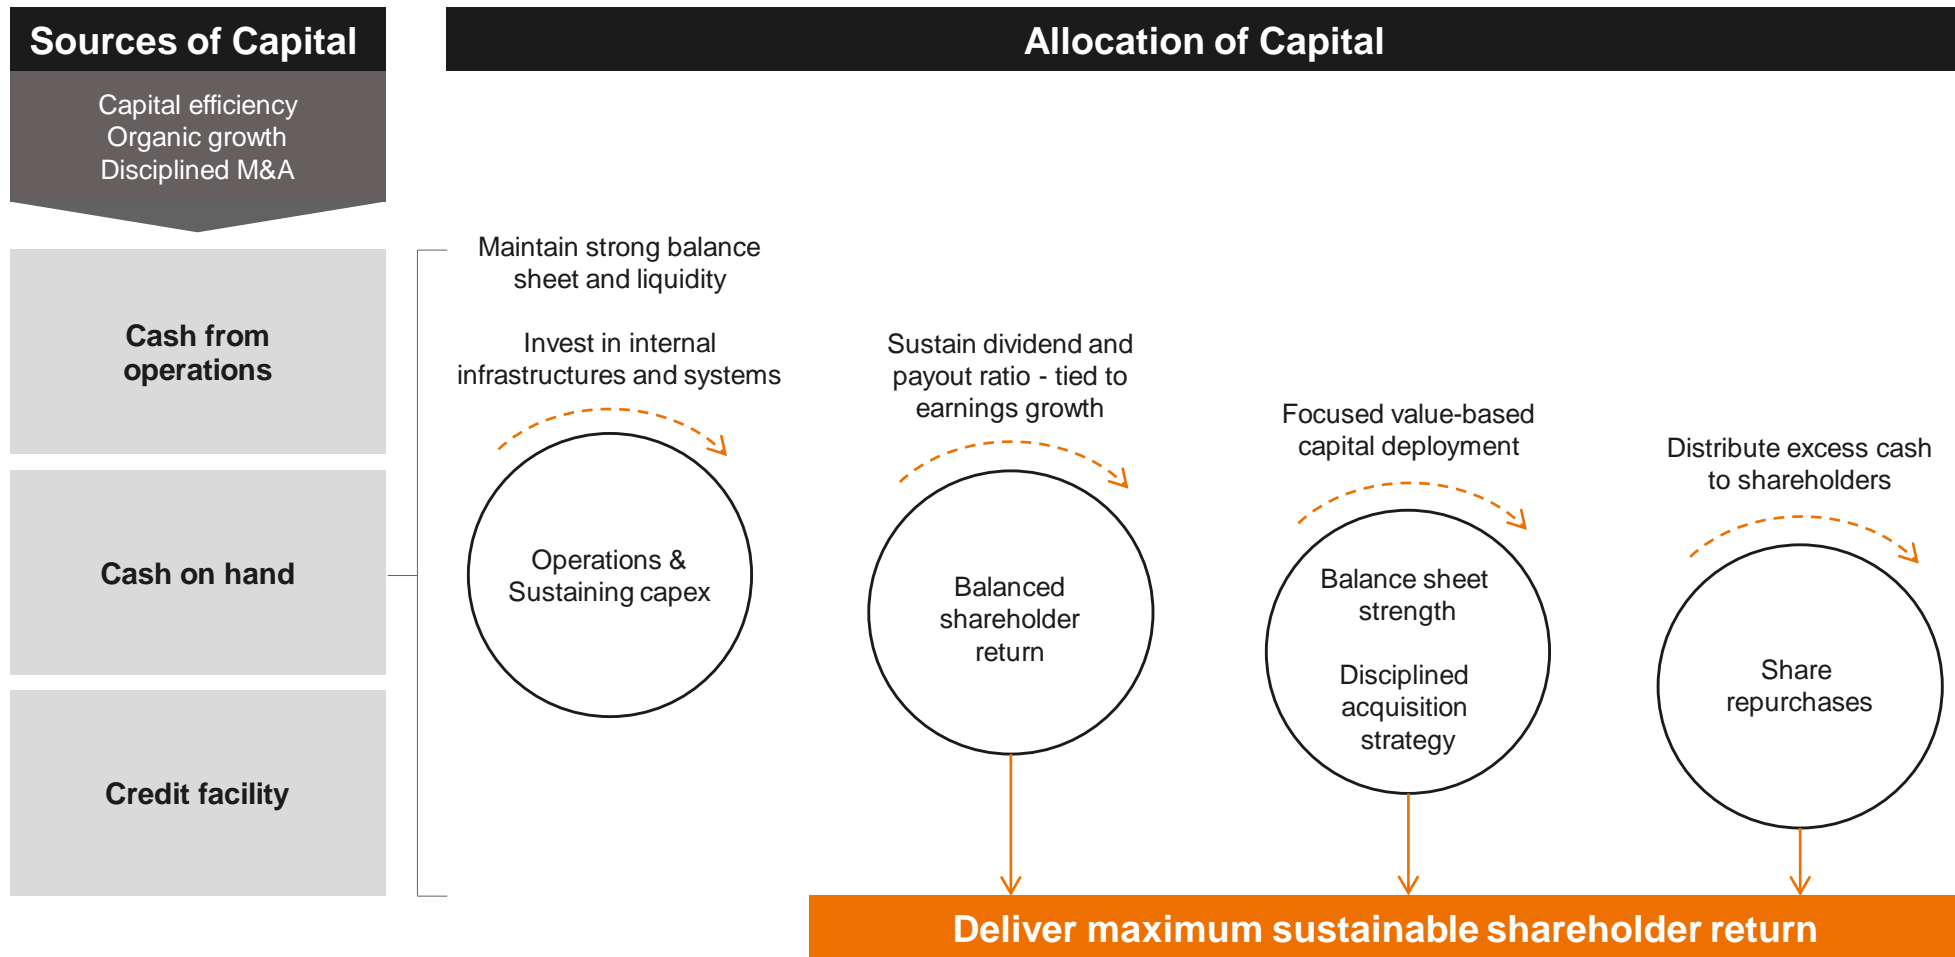 Sources of Capital
Capital efficiency
Organic growth
Disciplined M&A
Cash from
operations
Cash on hand
Credit facility
Allocation of Capital
Maintain strong balance
sheet and liquidity
Invest in internal
infrastructures and systems
Operations &
Sustaining capex
Sustain dividend and
payout ratio - tied to
earnings growth
Balanced
shareholder
return
Focused value-based
capital deployment
Balance sheet
strength
Disciplined
acquisition
strategy
Distribute excess cash
to shareholders
Share
repurchases
Deliver maximum sustainable shareholder return